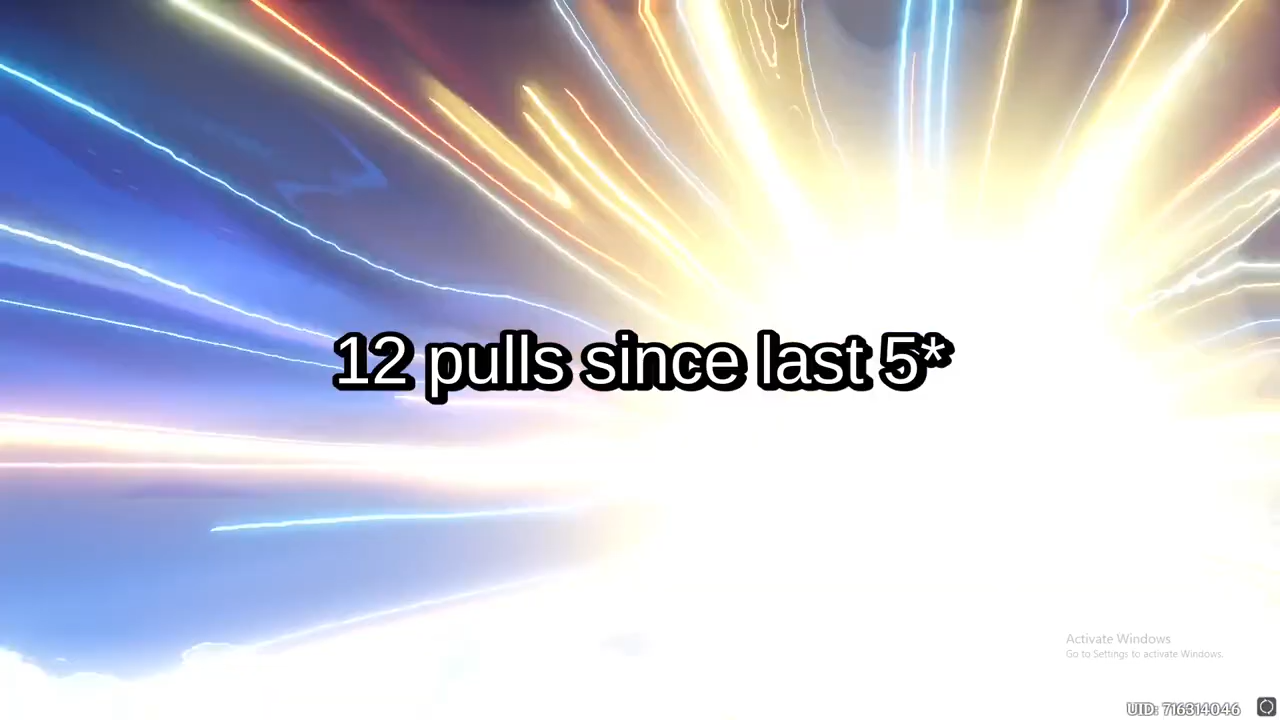 12 pulls since last 5*
Activate Windows
Go to Settings to activate Windows.
UID: 716314046